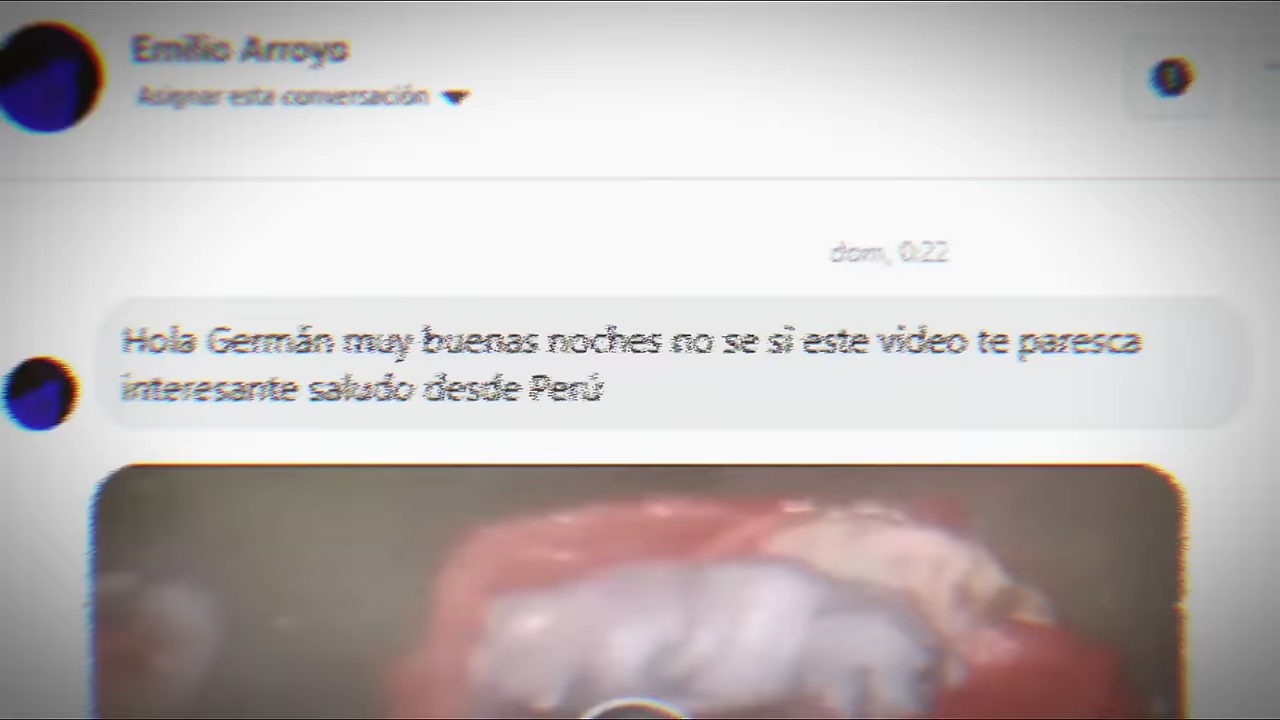 Emilio Arroyo
Asignar esta conversación
dom, 0:22
Hola Germán muy buenas noches no se si este video te paresca
interesante saludo desde Perú